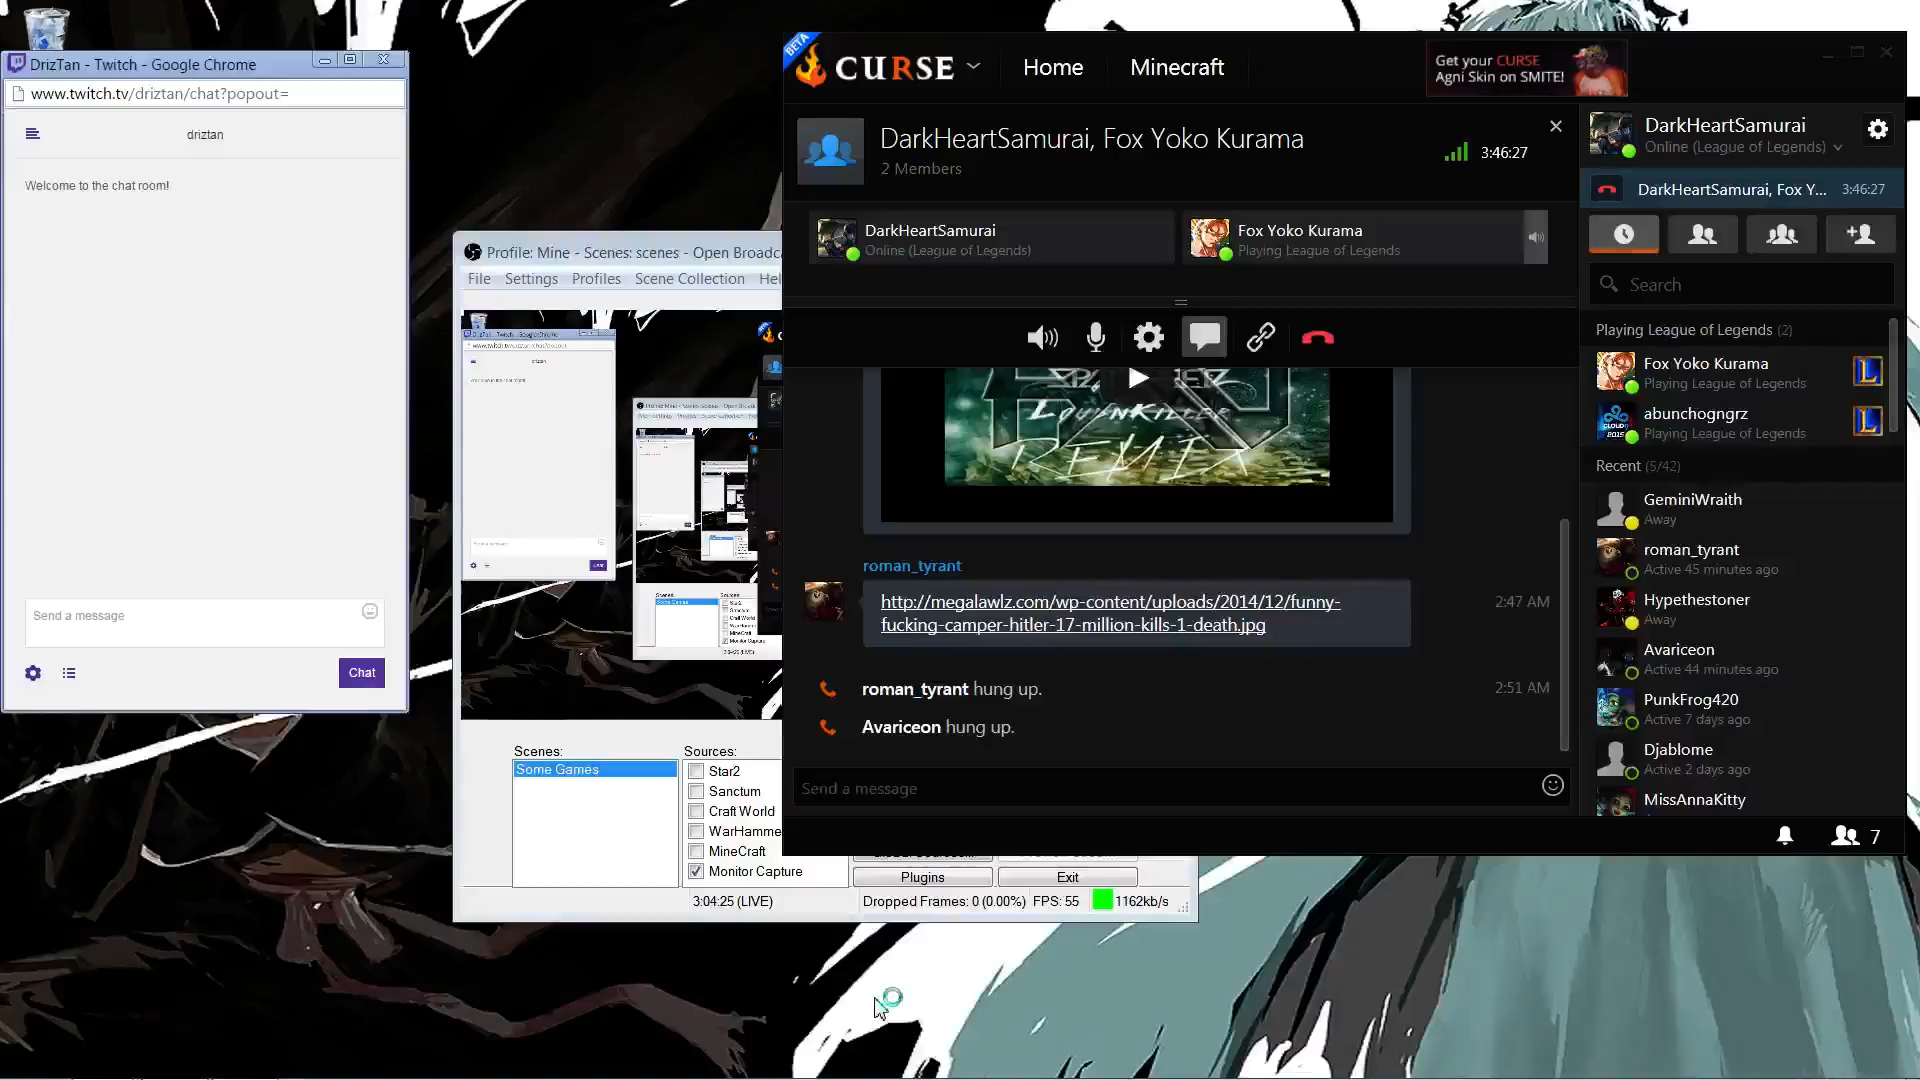 DrizTan - Twitch - Google Chrome
www.twitch.tv/driztan/chat?popout=
driztan
Welcome to the chat room!
Send a message
Chat
Profile: Mine - Scenes: scenes - Open Broadca
File Settings Profiles Scene Collection Hel
Scenes:
Some Games
Sources:
Star2
Sanctum
Craft World
WarHamme
MineCraft
Monitor Capture
Plugins
Exit
3:04:25 (LIVE)
Dropped Frames: 0 (0.00%) FPS: 55
1162kb/s
BETA
CURSE
Home
Minecraft
Get your CURSE
Agni Skin on SMITE!
DarkHeartSamurai, Fox Yoko Kurama
2 Members
3:46:27
DarkHeartSamurai
Online (League of Legends)
Fox Yoko Kurama
Playing League of Legends
LOUANKILLER
REMIX
roman_tyrant
http://megalawlz.com/wp-content/uploads/2014/12/funny-
fucking-camper-hitler-17-million-kills-1-death.jpg
2:47 AM
roman_tyrant hung up.
2:51 AM
Avariceon hung up.
Send a message
DarkHeartSamurai
Online (League of Legends)
DarkHeartSamurai, Fox Y...
3:46:27
Search
Playing League of Legends (2)
Fox Yoko Kurama
Playing League of Legends
abunchogngrz
Playing League of Legends
Recent (5/42)
GeminiWraith
Away
roman_tyrant
Active 45 minutes ago
Hypethestoner
Away
Avariceon
Active 44 minutes ago
PunkFrog420
Active 7 days ago
Djablome
Active 2 days ago
MissAnnaKitty
7